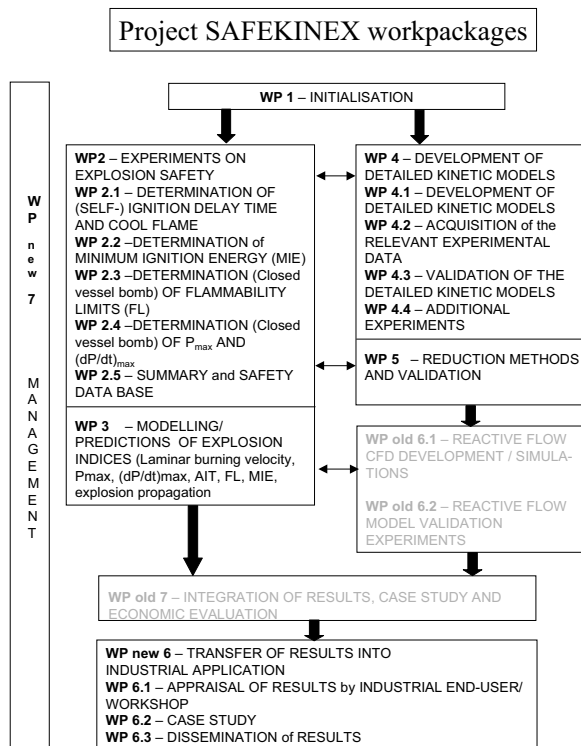 Project SAFEKINEX workpackages
WP 1 – INITIALISATION
W
P
n
e
w
7
M
A
N
A
G
E
M
E
N
T
WP2 – EXPERIMENTS ON
EXPLOSION SAFETY
WP 2.1 – DETERMINATION OF
(SELF-) IGNITION DELAY TIME
AND COOL FLAME
WP 2.2 –DETERMINATION of
MINIMUM IGNITION ENERGY (MIE)
WP 2.3 –DETERMINATION (Closed
vessel bomb) OF FLAMMABILITY
LIMITS (FL)
WP 2.4 –DETERMINATION (Closed
vessel bomb) OF Pmax AND
(dP/dt)max
WP 2.5 – SUMMARY and SAFETY
DATA BASE
WP 3 – MODELLING/
PREDICTIONS OF EXPLOSION
INDICES (Laminar burning velocity,
Pmax, (dP/dt)max, AIT, FL, MIE,
explosion propagation
WP 4 – DEVELOPMENT OF
DETAILED KINETIC MODELS
WP 4.1 – DEVELOPMENT OF
DETAILED KINETIC MODELS
WP 4.2 – ACQUISITION of the
RELEVANT EXPERIMENTAL
DATA
WP 4.3 – VALIDATION OF THE
DETAILED KINETIC MODELS
WP 4.4 – ADDITIONAL
EXPERIMENTS
WP 5 – REDUCTION METHODS
AND VALIDATION
WP old 6.1 – REACTIVE FLOW
CFD DEVELOPMENT / SIMULA-
TIONS
WP old 6.2 – REACTIVE FLOW
MODEL VALIDATION
EXPERIMENTS
WP old 7 – INTEGRATION OF RESULTS, CASE STUDY AND
ECONOMIC EVALUATION
WP new 6 – TRANSFER OF RESULTS INTO
INDUSTRIAL APPLICATION
WP 6.1 – APPRAISAL OF RESULTS by INDUSTRIAL END-USER/
WORKSHOP
WP 6.2 – CASE STUDY
WP 6.3 – DISSEMINATION of RESULTS